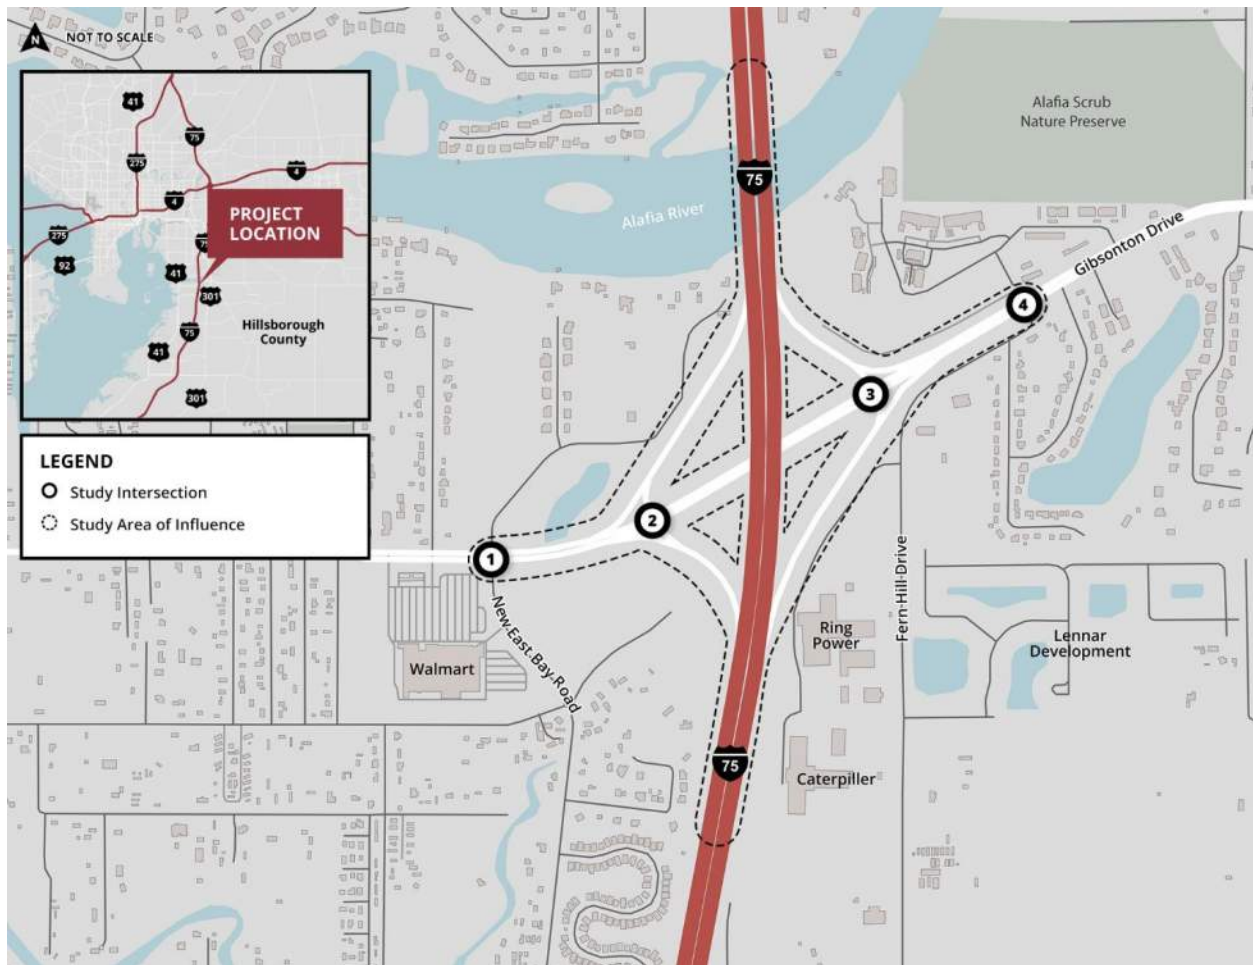 N
NOT TO SCALE
41
75
275
4
4
PROJECT
LOCATION
75
275
92
41
301
Hillsborough
County
75
41
301
LEGEND
Study Intersection
Study Area of Influence
Alafia Scrub
Nature Preserve
75
Alafia River
Gibsonton Drive
4
3
2
1
New East Bay Road
Walmart
Fern Hill Drive
Ring
Power
Lennar
Development
75
Caterpiller